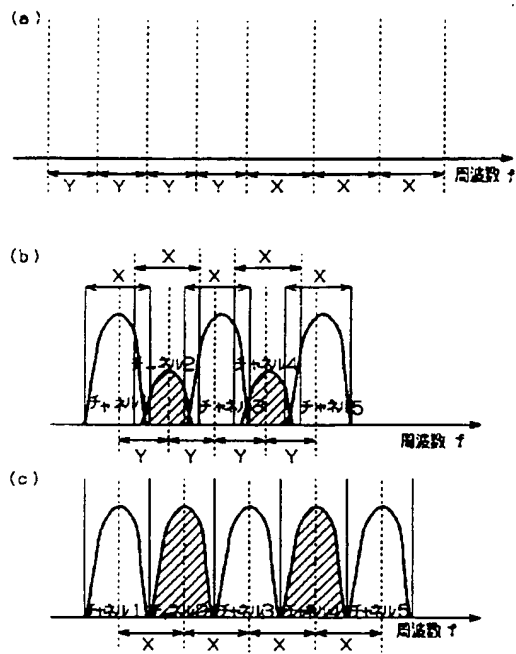 (a)
Y Y Y Y X X X
周波数 f
(b)
X X
X X X
チャネル2 チャネル4
チャネル チャネル3 チャネル5
周波数 f
Y Y Y Y
(c)
チャネル1 チャネル2 チャネル3 チャネル4 チャネル5
周波数 f
X X X X